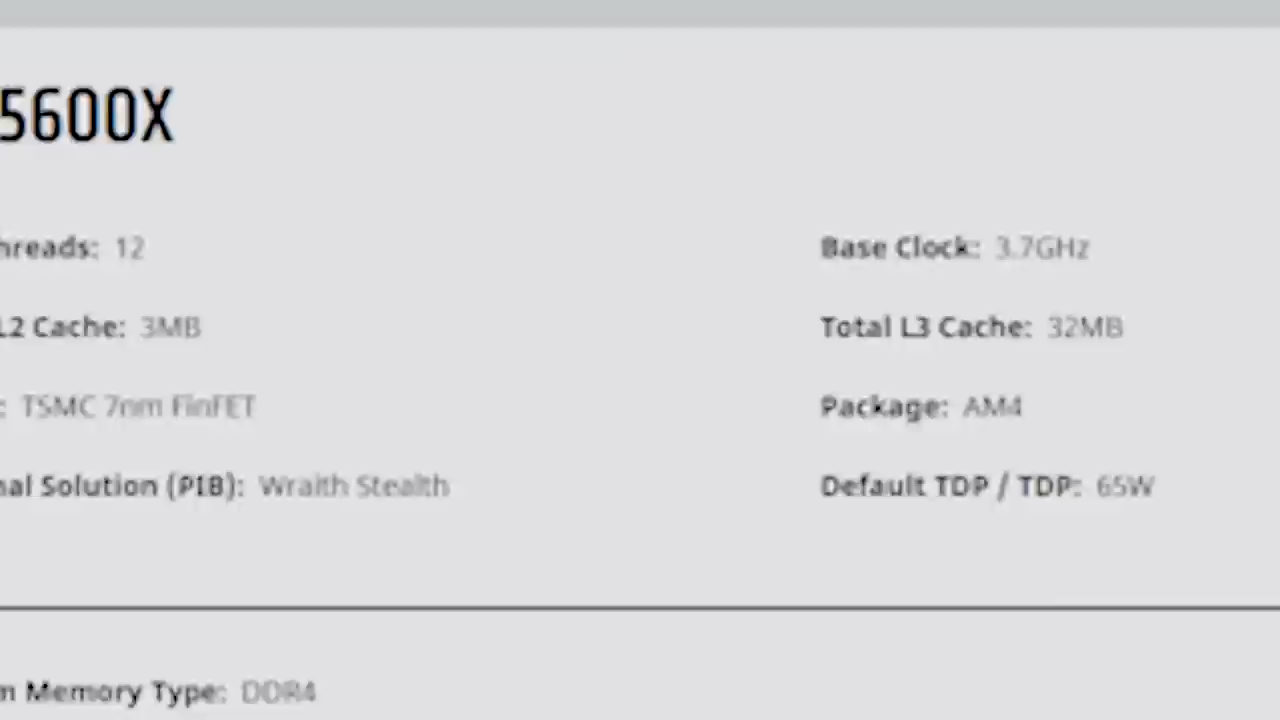 5600X
hreads: 12
Base Clock: 3.7GHz
L2 Cache: 3MB
Total L3 Cache: 32MB
: TSMC 7nm FinFET
Package: AM4
nal Solution (PIB): Wraith Stealth
Default TDP / TDP: 65W
m Memory Type: DDR4